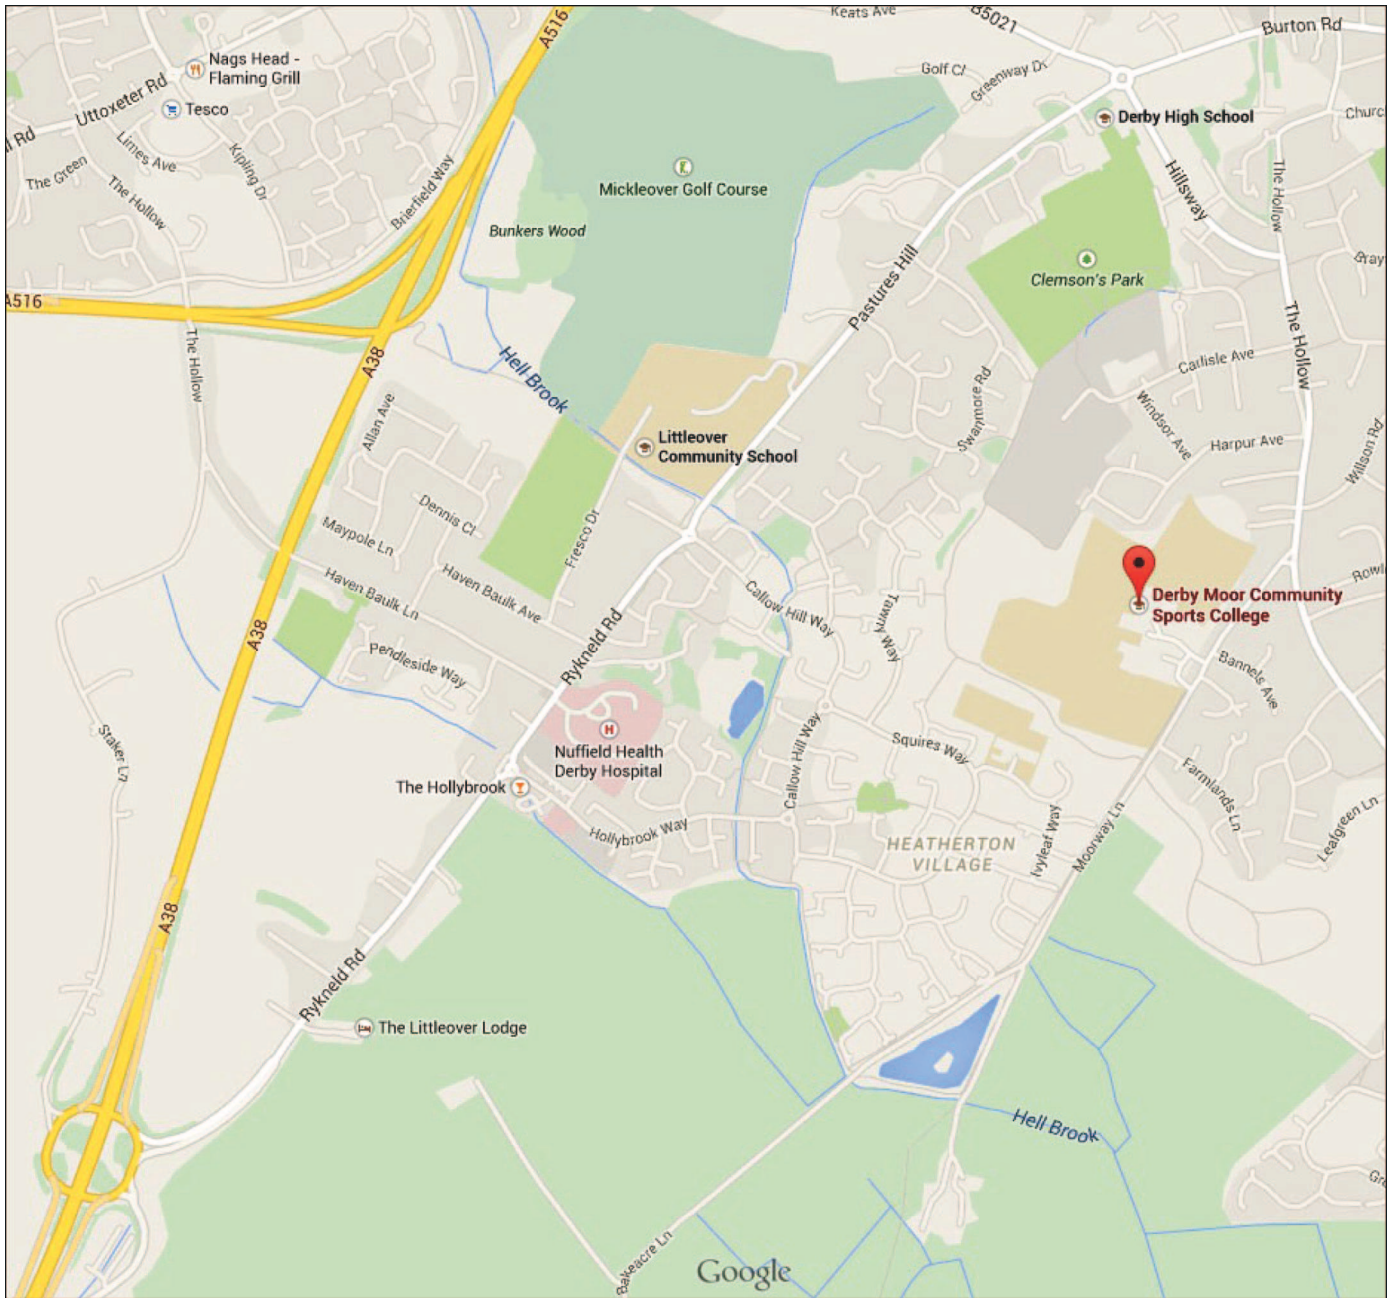 Keats Ave
B5021
Burton Rd
A516
Nags Head -
Flaming Grill
Golf Cl
Greenway Dr
Uttoxeter Rd
Tesco
Derby High School
Rd
Limes Ave
Kipling Dr
The Green
The Hollow
Brierfield Way
Mickleover Golf Course
Hillsway
The Hollow
Bunkers Wood
Clemson's Park
Pastures Hill
A516
The Hollow
A38
Hell Brook
The Hollow
Carlisle Ave
Swanmore Rd
Windsor Ave
Allan Ave
Harpur Ave
Willson Rd
Littleover
Community School
Dennis Cl
Maypole Ln
Fresco Dr
Haven Baulk Ln
Haven Baulk Ave
Callow Hill Way
Tawny Way
Derby Moor Community
Sports College
A38
Rykneld Rd
Pendleside Way
Bannels Ave
Staker Ln
Nuffield Health
Derby Hospital
Callow Hill Way
Squires Way
The Hollybrook
Farmlands Ln
Hollybrook Way
HEATHERTON
VILLAGE
Ivyleaf Way
Moorway Ln
Leafgreen Ln
A38
Rykneld Rd
The Littleover Lodge
Hell Brook
Bakeacre Ln
Google